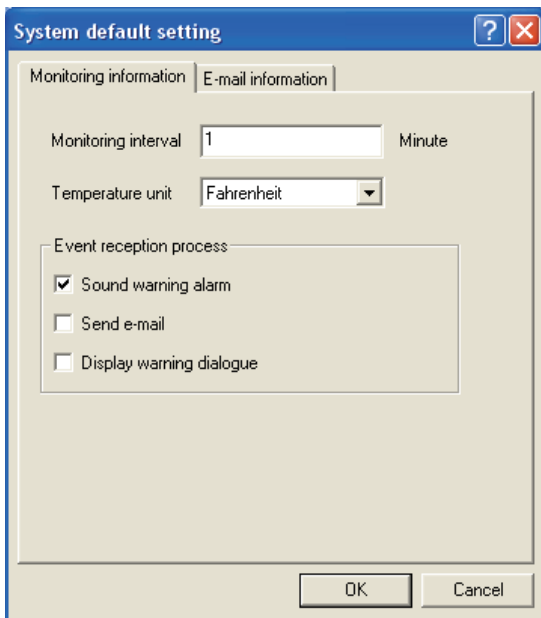 System default setting
Monitoring information
E-mail information
Monitoring interval 1 Minute
Temperature unit Fahrenheit
Event reception process
Sound warning alarm
Send e-mail
Display warning dialogue
OK Cancel